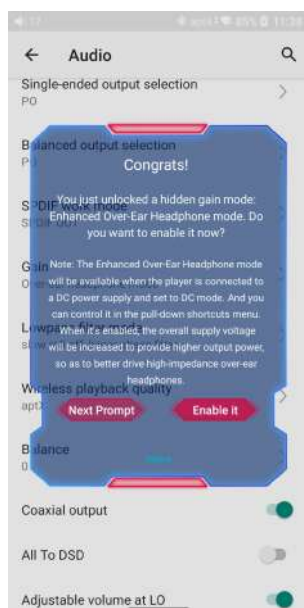 11:28
Audio
Single-ended output selection
PO
Balanced output selection
Congrats!
You just unlocked a hidden gain mode:
Enhanced Over-Ear Headphone mode. Do
you want to enable it now?
Note: The Enhanced Over-Ear Headphone mode
will be available when the player is connected
to a DC power supply and set to DC mode. And you
can control it in the pull-down shortcuts menu.
When it's enabled, the overall supply voltage
will be increased to provide higher output power,
so as to better drive high-impedance over-ear
headphones.
Wireless playback quality
Next Prompt
Enable it
Balance
0
Coaxial output
All To DSD
Adjustable volume at LO